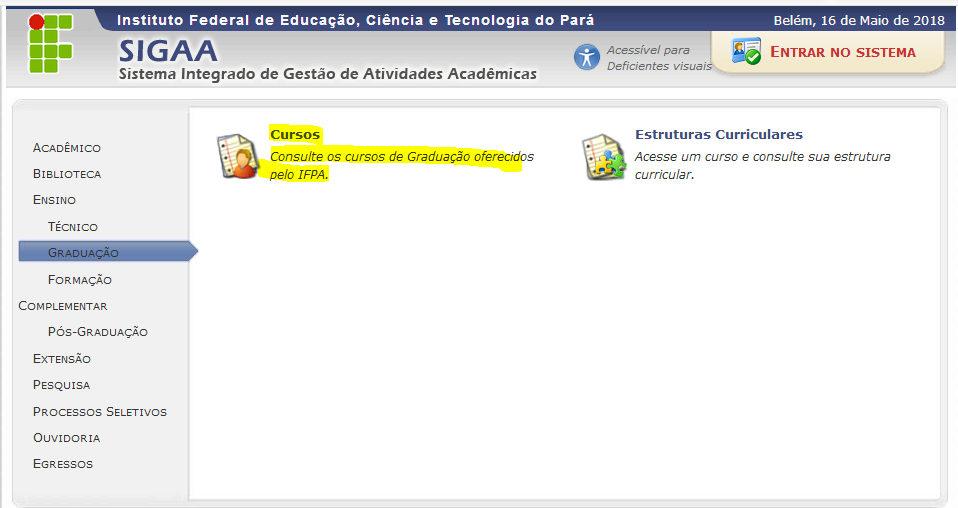 Instituto Federal de Educação, Ciência e Tecnologia do Pará
Belém, 16 de Maio de 2018
SIGAA
Sistema Integrado de Gestão de Atividades Acadêmicas
Acessível para
Deficientes visuais
ENTRAR NO SISTEMA
ACADÊMICO
BIBLIOTECA
ENSINO
TÉCNICO
GRADUAÇÃO
FORMAÇÃO
COMPLEMENTAR
PÓS-GRADUAÇÃO
EXTENSÃO
PESQUISA
PROCESSOS SELETIVOS
OUVIDORIA
EGRESSOS
Cursos
Consulte os cursos de Graduação oferecidos
pelo IFPA.
Estruturas Curriculares
Acesse um curso e consulte sua estrutura
curricular.